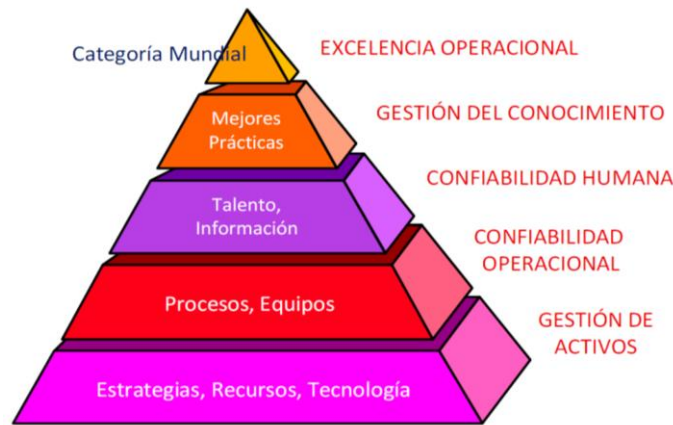 Categoría Mundial
EXCELENCIA OPERACIONAL
Mejores
Prácticas
GESTIÓN DEL CONOCIMIENTO
Talento,
Información
CONFIABILIDAD HUMANA
Procesos, Equipos
CONFIABILIDAD
OPERACIONAL
Estrategias, Recursos, Tecnología
GESTIÓN DE
ACTIVOS